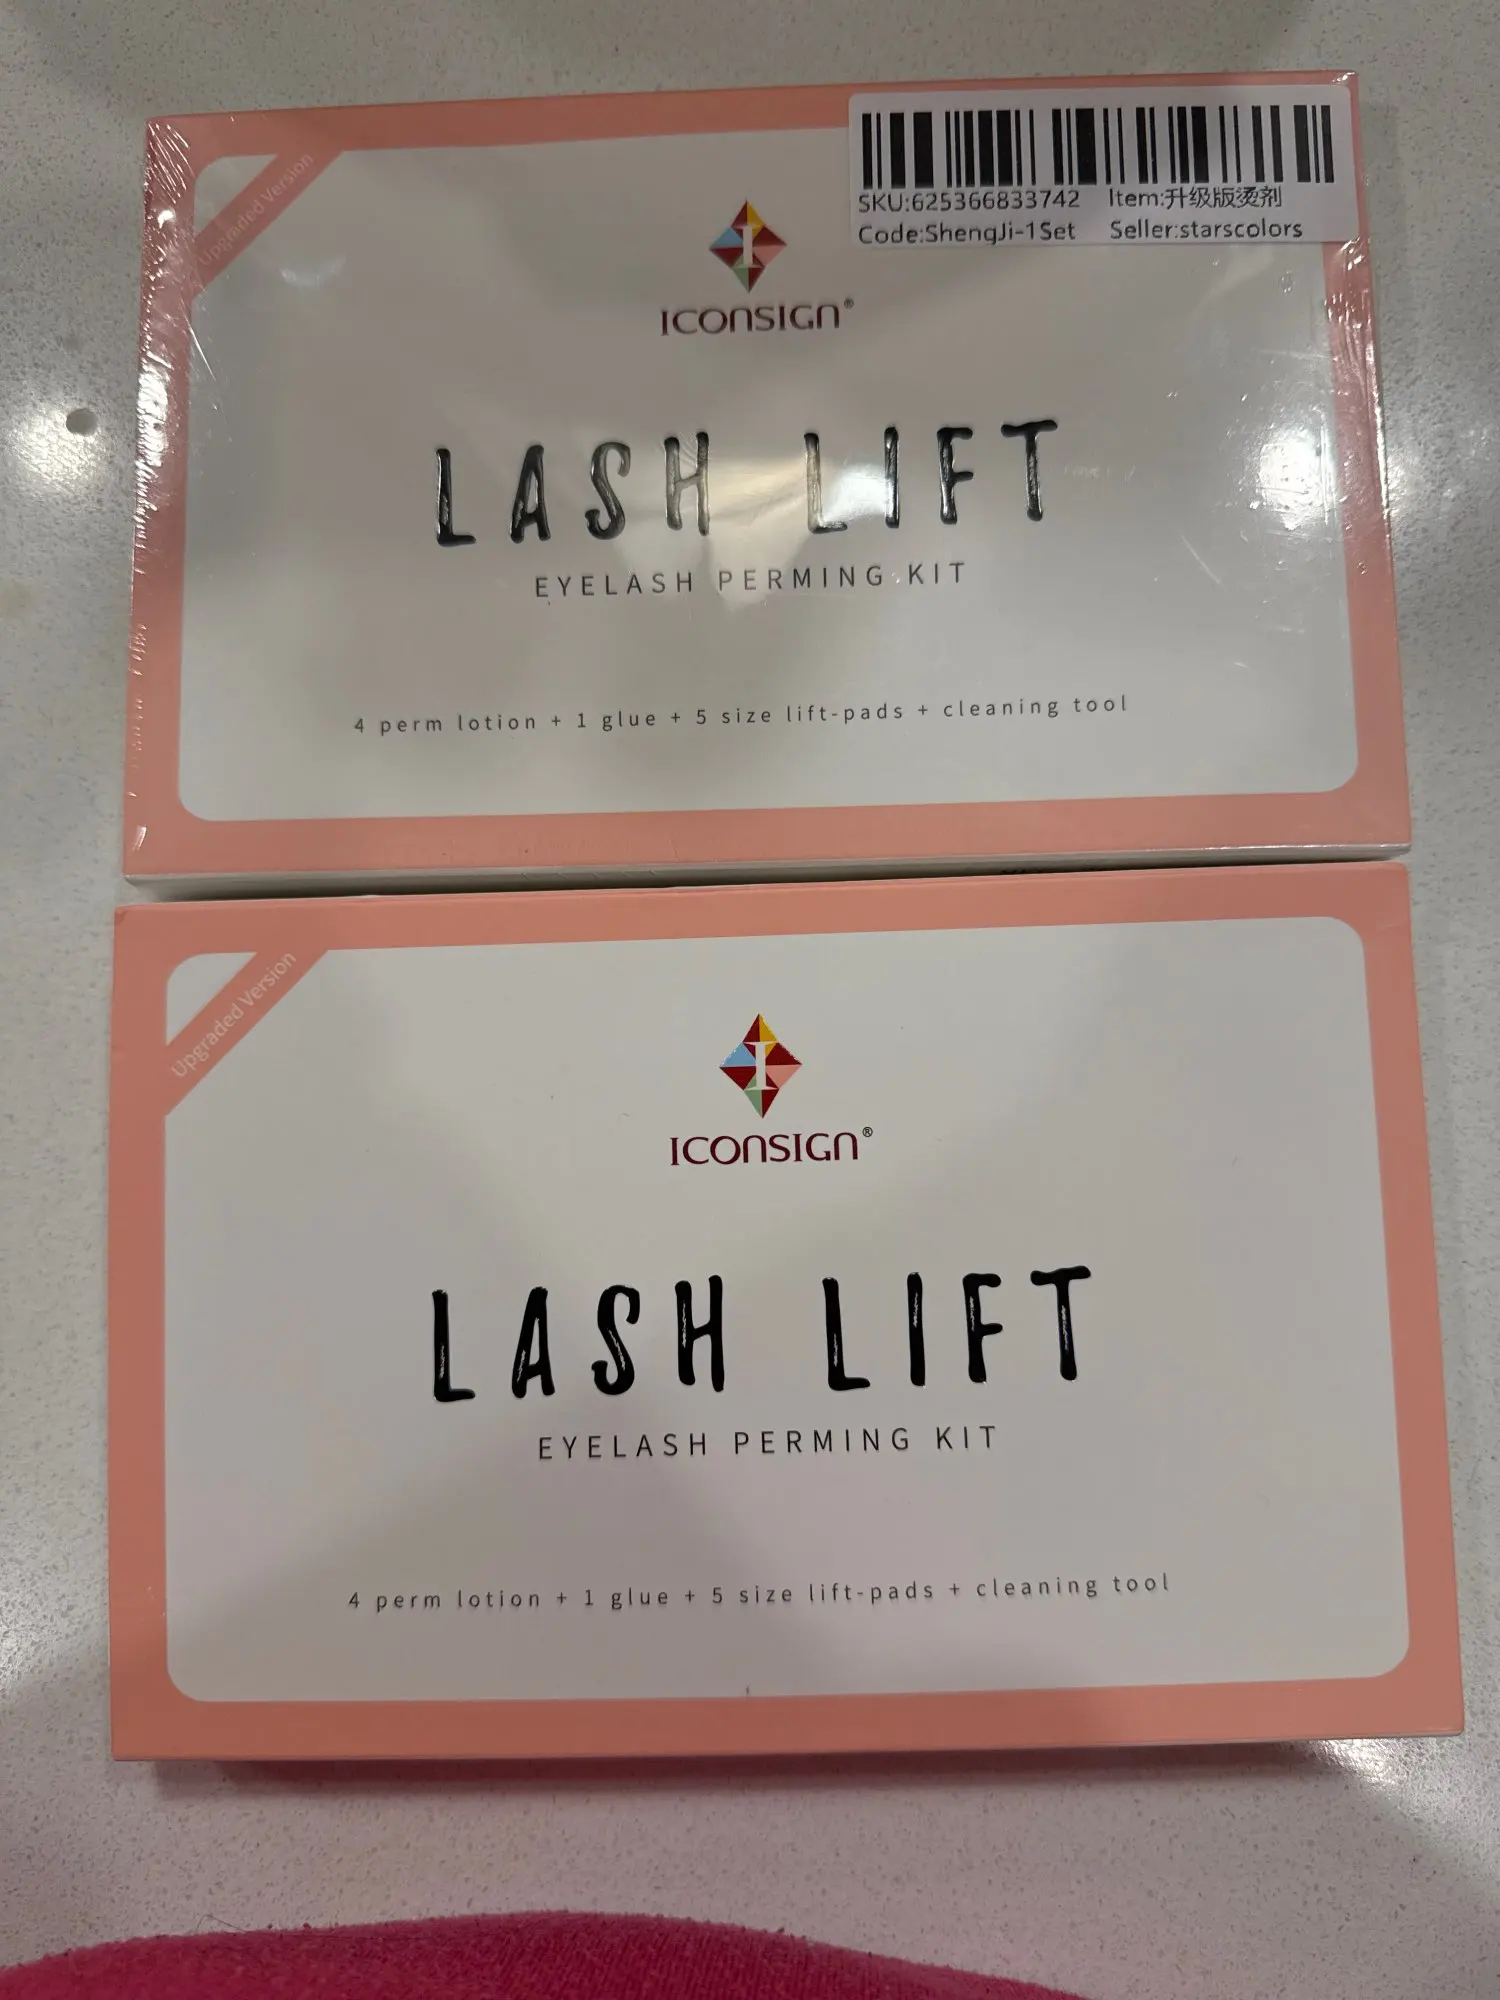 Upgraded Version
SKU:625366833742 Item:升级版烫剂
Code:ShengJi-1Set Seller:starscolors
I
ICONSIGN®
LASH LIFT
EYELASH PERMING KIT
4 perm lotion + 1 glue + 5 size lift-pads + cleaning tool
Upgraded Version
I
ICONSIGN®
LASH LIFT
EYELASH PERMING KIT
4 perm lotion + 1 glue + 5 size lift-pads + cleaning tool